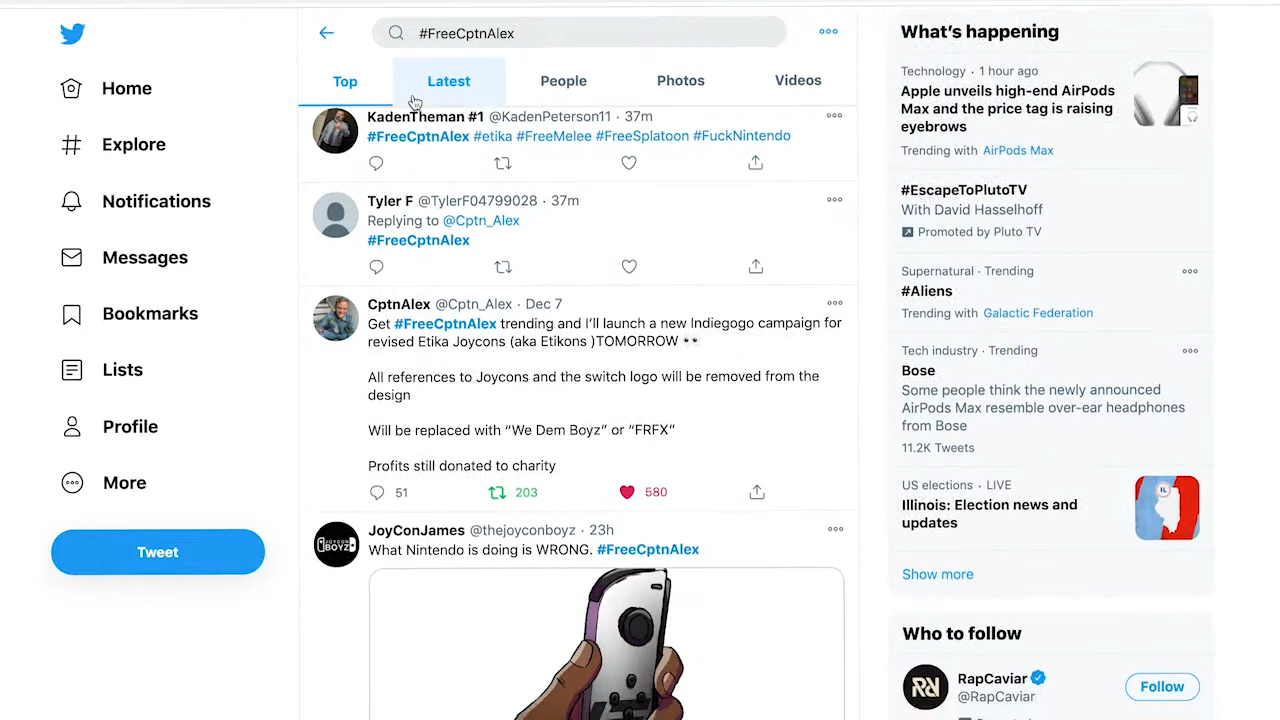 #FreeCptnAlex
Home
Explore
Notifications
Messages
Bookmarks
Lists
Profile
More
Tweet
Top
Latest
People
Photos
Videos
KadenTheman #1 @KadenPeterson11 · 37m
#FreeCptnAlex #etika #FreeMelee #FreeSplatoon #FuckNintendo
Tyler F @TylerF04799028 · 37m
Replying to @Cptn_Alex
#FreeCptnAlex
CptnAlex @Cptn_Alex · Dec 7
Get #FreeCptnAlex trending and I'll launch a new Indiegogo campaign for
revised Etika Joycons (aka Etikons )TOMORROW 👀
All references to Joycons and the switch logo will be removed from the
design
Will be replaced with “We Dem Boyz” or “FRFX”
Profits still donated to charity
51 203 580
JOYCON
BOYZ
JoyConJames @thejoyconboyz · 23h
What Nintendo is doing is WRONG. #FreeCptnAlex
What's happening
Technology · 1 hour ago
Apple unveils high-end AirPods
Max and the price tag is raising
eyebrows
Trending with AirPods Max
#EscapeToPlutoTV
With David Hasselhoff
Promoted by Pluto TV
Supernatural · Trending
#Aliens
Trending with Galactic Federation
Tech industry · Trending
Bose
Some people think the newly announced
AirPods Max resemble over-ear headphones
from Bose
11.2K Tweets
US elections · LIVE
Illinois: Election news and
updates
IL
Show more
Who to follow
RapCaviar
@RapCaviar
Follow